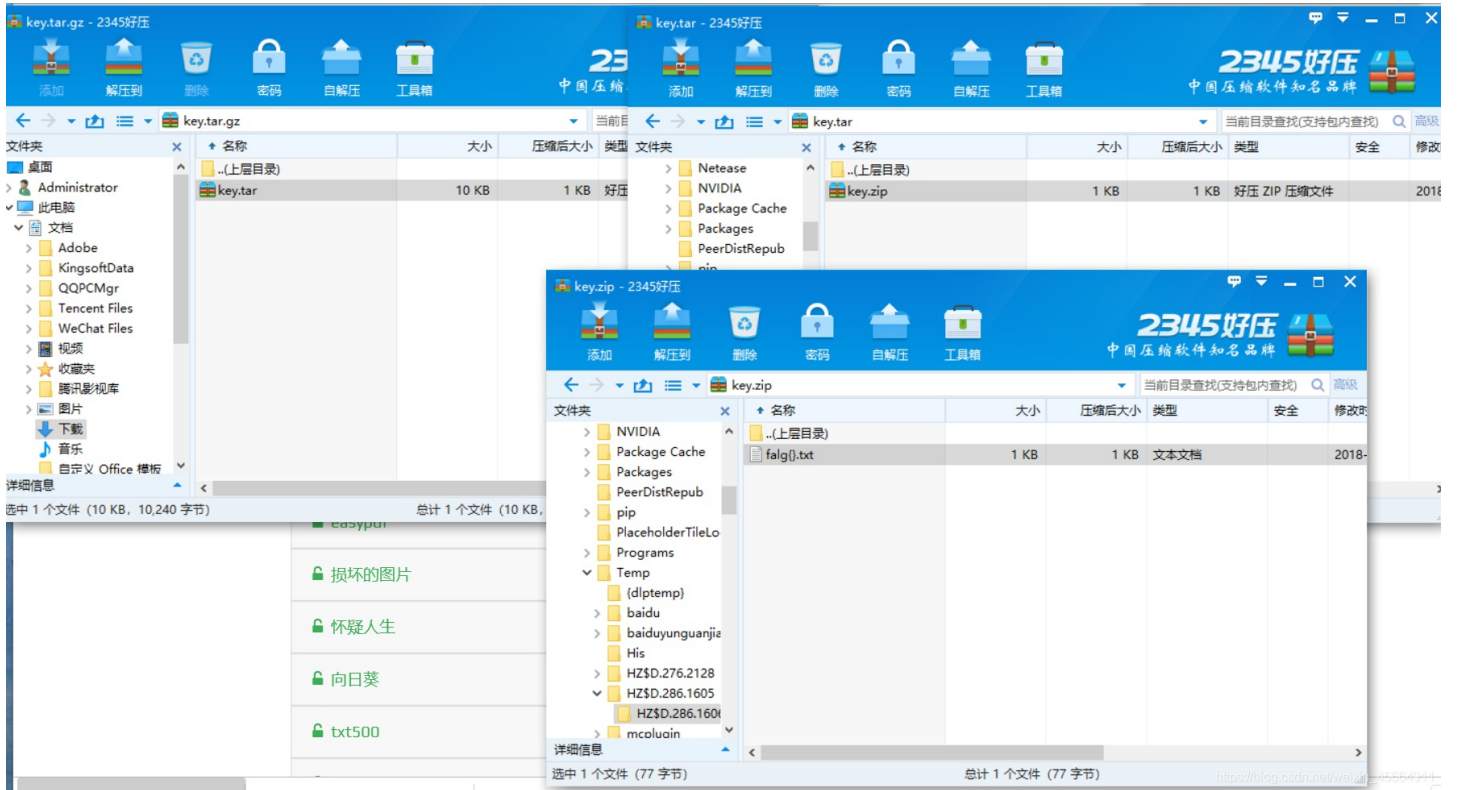 key.tar.gz - 2345好压
添加 解压到 删除 密码 自解压 工具箱
23
中国压缩
key.tar.gz
当前目
文件夹
名称 大小 压缩后大小 类型
桌面
Administrator
此电脑
文档
Adobe
KingsoftData
QQPCMgr
Tencent Files
WeChat Files
视频
收藏夹
腾讯影视库
图片
下载
音乐
自定义 Office 模板
详细信息
..(上层目录)
key.tar 10 KB 1 KB 好压
选中 1 个文件（10 KB，10,240 字节）
总计 1 个文件（10 KB，
key.tar - 2345好压
添加 解压到 删除 密码 自解压 工具箱
2345好压
中国压缩软件知名品牌
key.tar
当前目录查找(支持包内查找) 高级
文件夹
名称 大小 压缩后大小 类型 安全 修改
Netease
NVIDIA
Package Cache
Packages
PeerDistRepub
pip
..(上层目录)
key.zip 1 KB 1 KB 好压 ZIP 压缩文件 2018
key.zip - 2345好压
添加 解压到 删除 密码 自解压 工具箱
2345好压
中国压缩软件知名品牌
key.zip
当前目录查找(支持包内查找) 高级
文件夹
名称 大小 压缩后大小 类型 安全 修改时
NVIDIA
Package Cache
Packages
PeerDistRepub
pip
PlaceholderTileLo
Programs
Temp
{dlptemp}
baidu
baiduyunguanjia
His
HZ$D.276.2128
HZ$D.286.1605
HZ$D.286.1606
mcplugin
详细信息
..(上层目录)
falg{}.txt 1 KB 1 KB 文本文档 2018-
选中 1 个文件（77 字节）
总计 1 个文件（77 字节）
easypdf
损坏的图片
怀疑人生
向日葵
txt500
https://blog.csdn.net/weixin_45664911